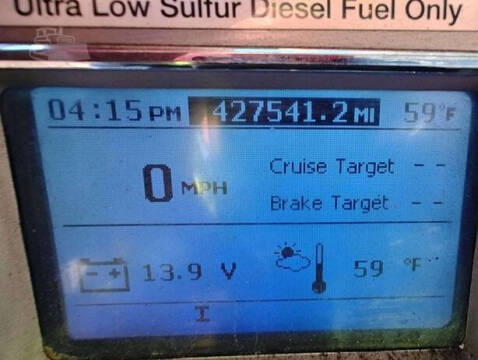 Ultra Low Sulfur Diesel Fuel Only
04:15 PM 427541.2 MI 59°F
0 MPH
Cruise Target - -
Brake Target - -
- + 13.9 V 59 °F
I